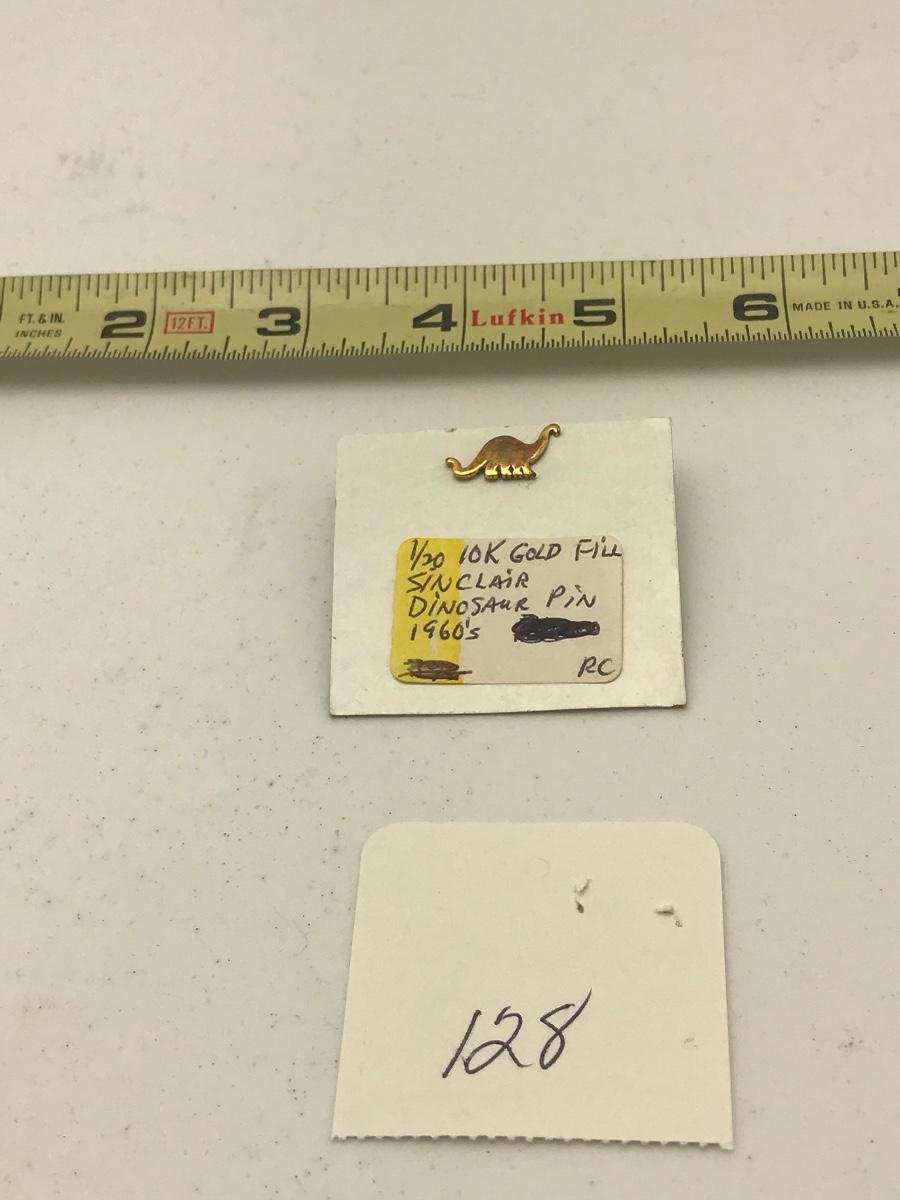 FT. & IN.
INCHES
2 12FT. 3 4 Lufkin 5 6 MADE IN U.S.A.
1/20 10K GOLD FILL
SINCLAIR
DINOSAUR PIN
1960's
RC
128